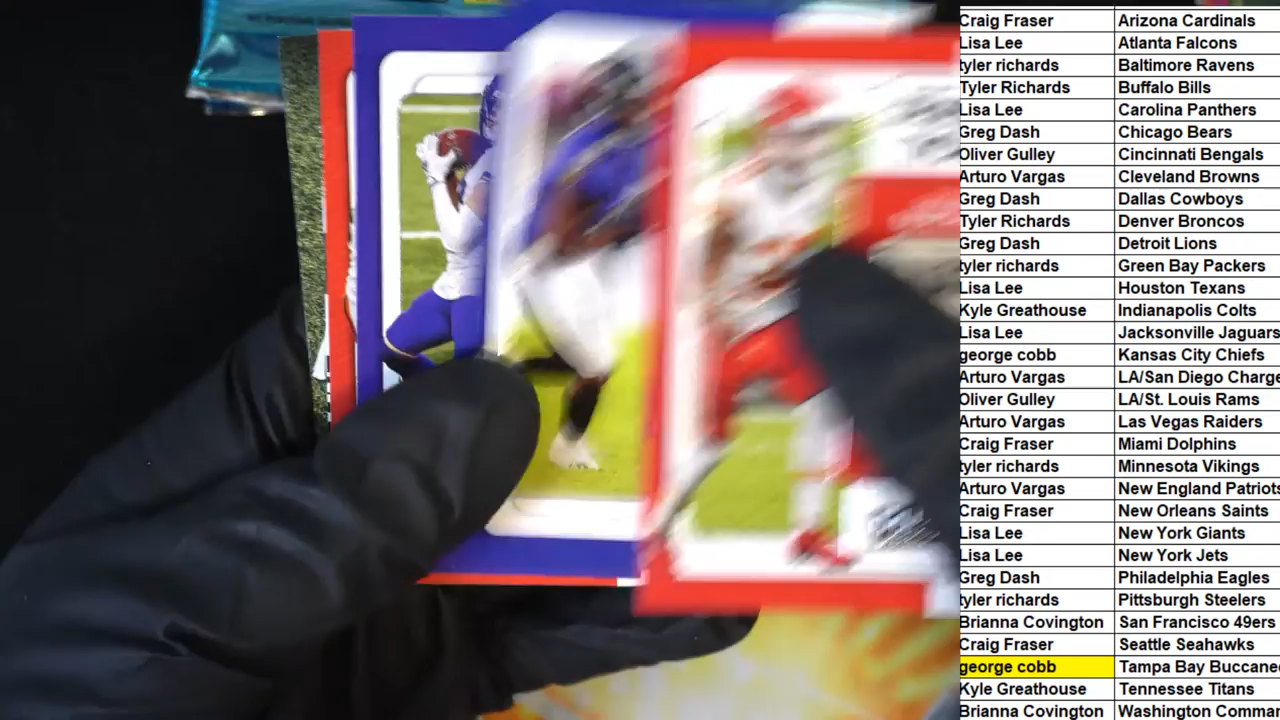 Craig Fraser Arizona Cardinals
Lisa Lee Atlanta Falcons
tyler richards Baltimore Ravens
Tyler Richards Buffalo Bills
Lisa Lee Carolina Panthers
Greg Dash Chicago Bears
Oliver Gulley Cincinnati Bengals
Arturo Vargas Cleveland Browns
Greg Dash Dallas Cowboys
Tyler Richards Denver Broncos
Greg Dash Detroit Lions
tyler richards Green Bay Packers
Lisa Lee Houston Texans
Kyle Greathouse Indianapolis Colts
Lisa Lee Jacksonville Jaguars
george cobb Kansas City Chiefs
Arturo Vargas LA/San Diego Charge
Oliver Gulley LA/St. Louis Rams
Arturo Vargas Las Vegas Raiders
Craig Fraser Miami Dolphins
tyler richards Minnesota Vikings
Arturo Vargas New England Patriots
Craig Fraser New Orleans Saints
Lisa Lee New York Giants
Lisa Lee New York Jets
Greg Dash Philadelphia Eagles
tyler richards Pittsburgh Steelers
Brianna Covington San Francisco 49ers
Craig Fraser Seattle Seahawks
george cobb Tampa Bay Buccanee
Kyle Greathouse Tennessee Titans
Brianna Covington Washington Comman